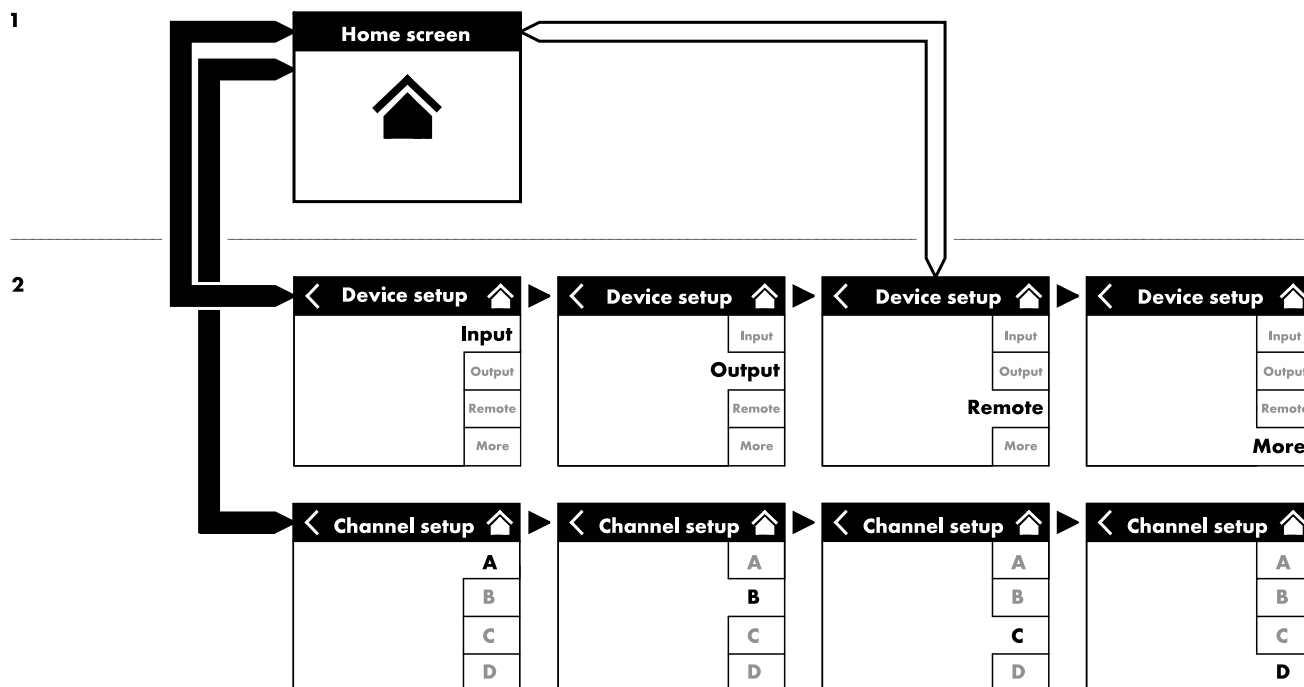 1
Home screen
2
Device setup
Input
Output
Remote
More
Device setup
Input
Output
Remote
More
Device setup
Input
Output
Remote
More
Device setup
Input
Output
Remote
More
Channel setup
A
B
C
D
Channel setup
A
B
C
D
Channel setup
A
B
C
D
Channel setup
A
B
C
D